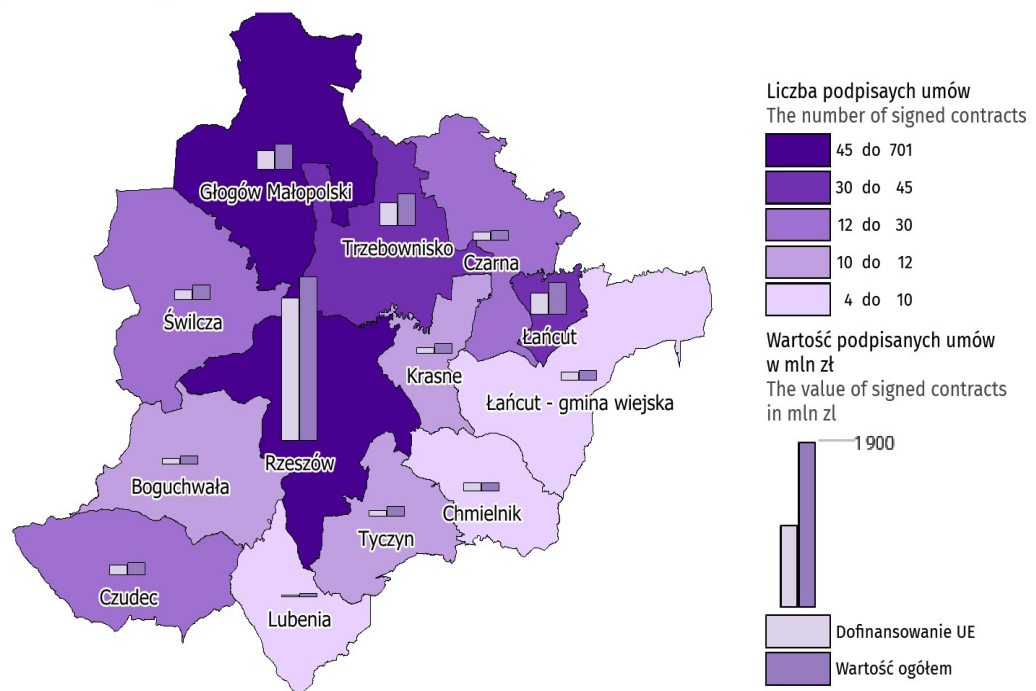 Głogów Małopolski
Trzebownisko
Czarna
Świlcza
Łańcut
Krasne
Łańcut - gmina wiejska
Rzeszów
Boguchwała
Chmielnik
Tyczyn
Czudec
Lubenia
Liczba podpisaych umów
The number of signed contracts
45 do 701
30 do 45
12 do 30
10 do 12
4 do 10
Wartość podpisanych umów
w mln zł
The value of signed contracts
in mln zl
1 900
Dofinansowanie UE
Wartość ogółem